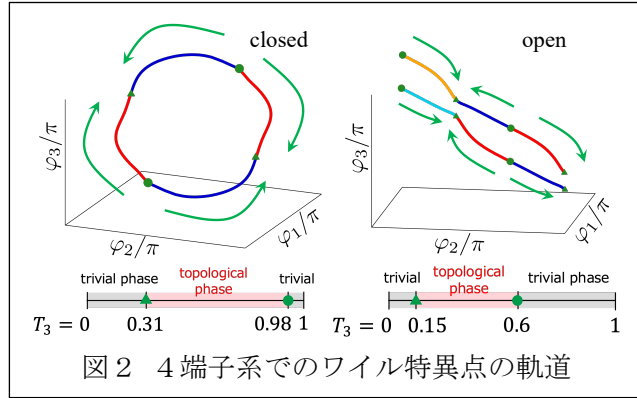 closed
open
φ₃/π
φ₂/π
φ₁/π
φ₃/π
φ₂/π
φ₁/π
trivial phase
topological
phase
trivial
T₃ = 0
0.31
0.98
1
trivial
topological
phase
trivial phase
T₃ = 0
0.15
0.6
1
図２ ４端子系でのワイル特異点の軌道